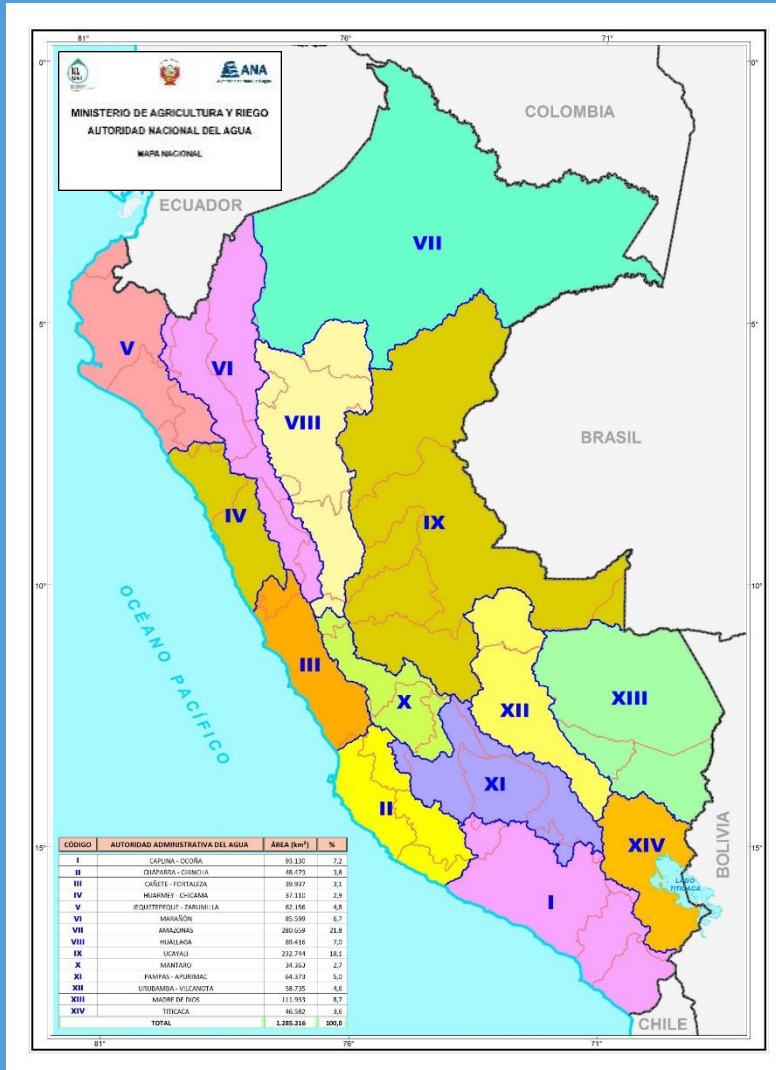 81°
76°
71°
0°
0°
ANA
MINISTERIO DE AGRICULTURA Y RIEGO
AUTORIDAD NACIONAL DEL AGUA
MAPA NACIONAL
COLOMBIA
ECUADOR
VII
5°
5°
V
VI
VIII
BRASIL
IV
IX
10°
10°
OCÉANO PACÍFICO
III
X
XII
XIII
XI
II
BOLIVIA
XIV
15°
15°
LAGO
TITICACA
I
CÓDIGO AUTORIDAD ADMINISTRATIVA DEL AGUA ÁREA (km²) %
I CAPLINA - OCOÑA 93.130 7,2
II CHÁPARRA - CHINCHA 48.479 3,8
III CAÑETE - FORTALEZA 39.937 3,1
IV HUARMEY - CHICAMA 37.110 2,9
V JEQUETEPEQUE - ZARUMILLA 62.156 4,8
VI MARAÑÓN 85.599 6,7
VII AMAZONAS 280.659 21,8
VIII HUALLAGA 89.416 7,0
IX UCAYALI 232.744 18,1
X MANTARO 34.363 2,7
XI PAMPAS - APURIMAC 64.373 5,0
XII URUBAMBA - VILCANOTA 58.735 4,6
XIII MADRE DE DIOS 111.933 8,7
XIV TITICACA 46.582 3,6
TOTAL 1.285.216 100,0
CHILE
81°
76°
71°